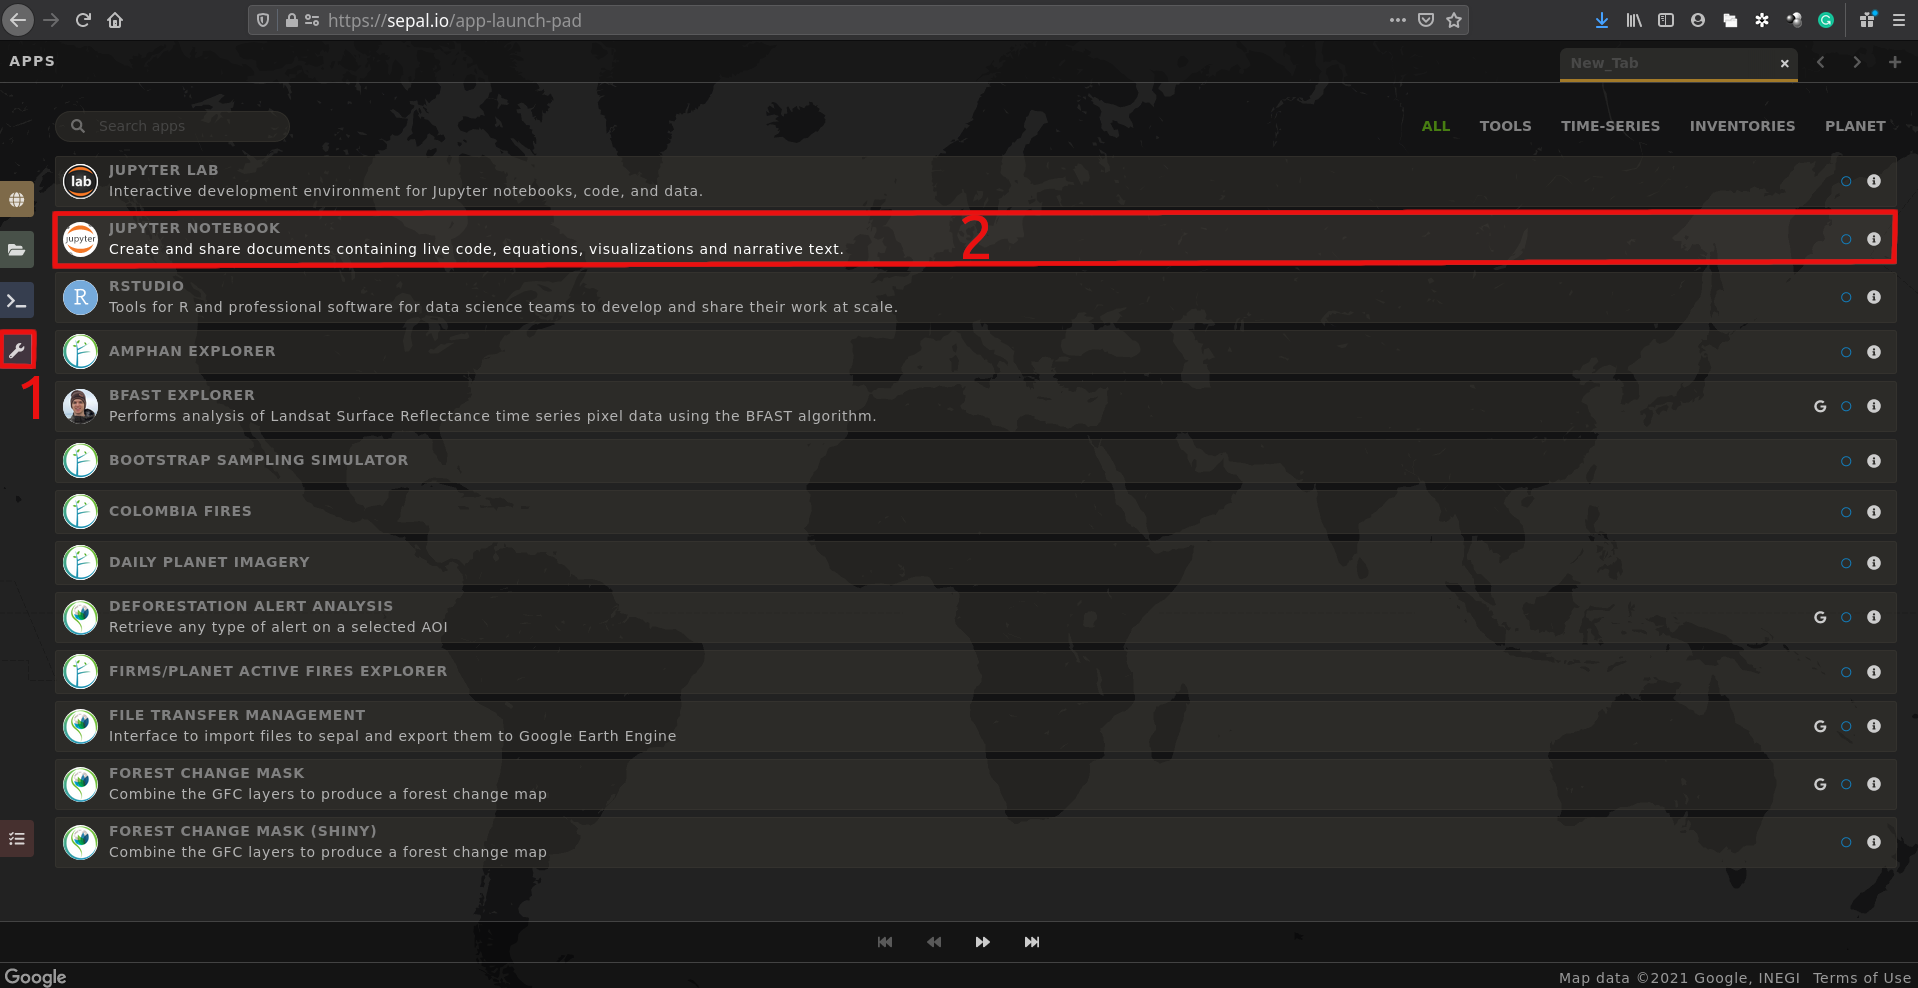 https://sepal.io/app-launch-pad
APPS
New_Tab
Search apps
ALL TOOLS TIME-SERIES INVENTORIES PLANET
lab
JUPYTER LAB
Interactive development environment for Jupyter notebooks, code, and data.
jupyter
JUPYTER NOTEBOOK
Create and share documents containing live code, equations, visualizations and narrative text.
2
R
RSTUDIO
Tools for R and professional software for data science teams to develop and share their work at scale.
AMPHAN EXPLORER
1
BFAST EXPLORER
Performs analysis of Landsat Surface Reflectance time series pixel data using the BFAST algorithm.
G
BOOTSTRAP SAMPLING SIMULATOR
COLOMBIA FIRES
DAILY PLANET IMAGERY
DEFORESTATION ALERT ANALYSIS
Retrieve any type of alert on a selected AOI
G
FIRMS/PLANET ACTIVE FIRES EXPLORER
FILE TRANSFER MANAGEMENT
Interface to import files to sepal and export them to Google Earth Engine
G
FOREST CHANGE MASK
Combine the GFC layers to produce a forest change map
G
FOREST CHANGE MASK (SHINY)
Combine the GFC layers to produce a forest change map
Google
Map data ©2021 Google, INEGI Terms of Use